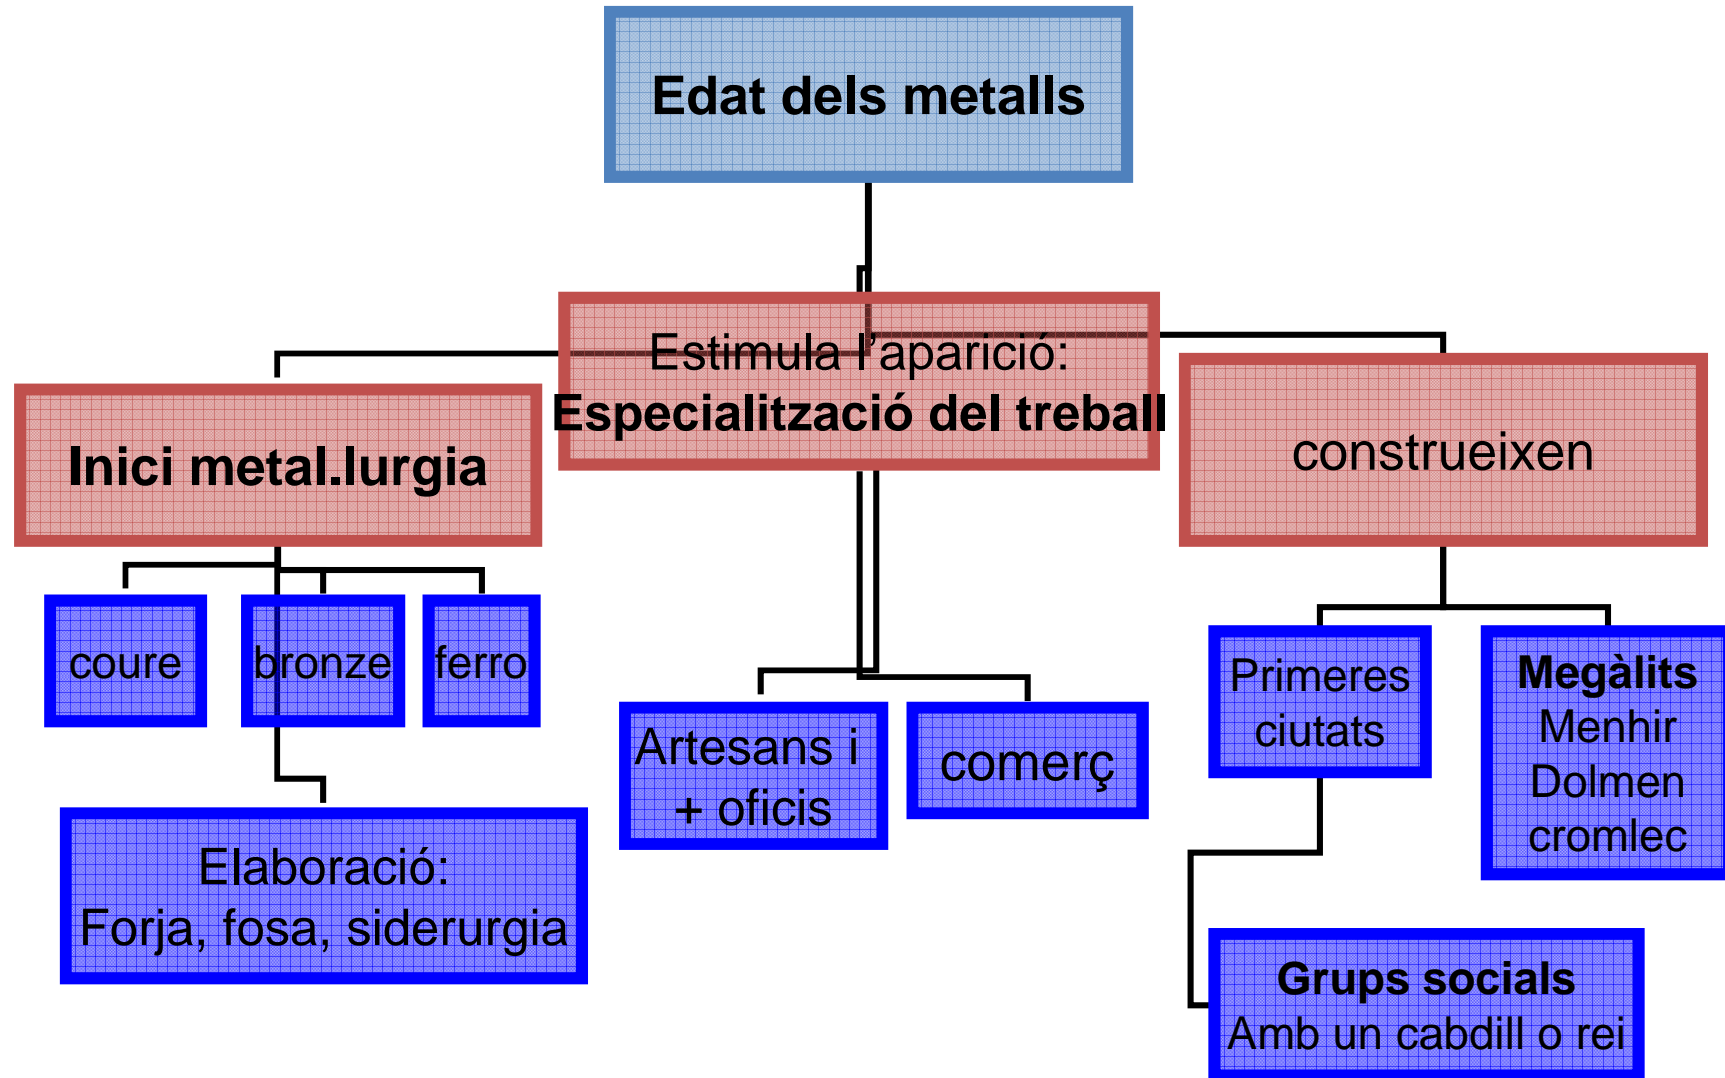 Edat dels metalls
Estimula l'aparició:
Especialització del treball
Inici metal.lurgia
construeixen
coure
bronze
ferro
Elaboració:
Forja, fosa, siderurgia
Artesans i
+ oficis
comerç
Primeres
ciutats
Megàlits
Menhir
Dolmen
cromlec
Grups socials
Amb un cabdill o rei